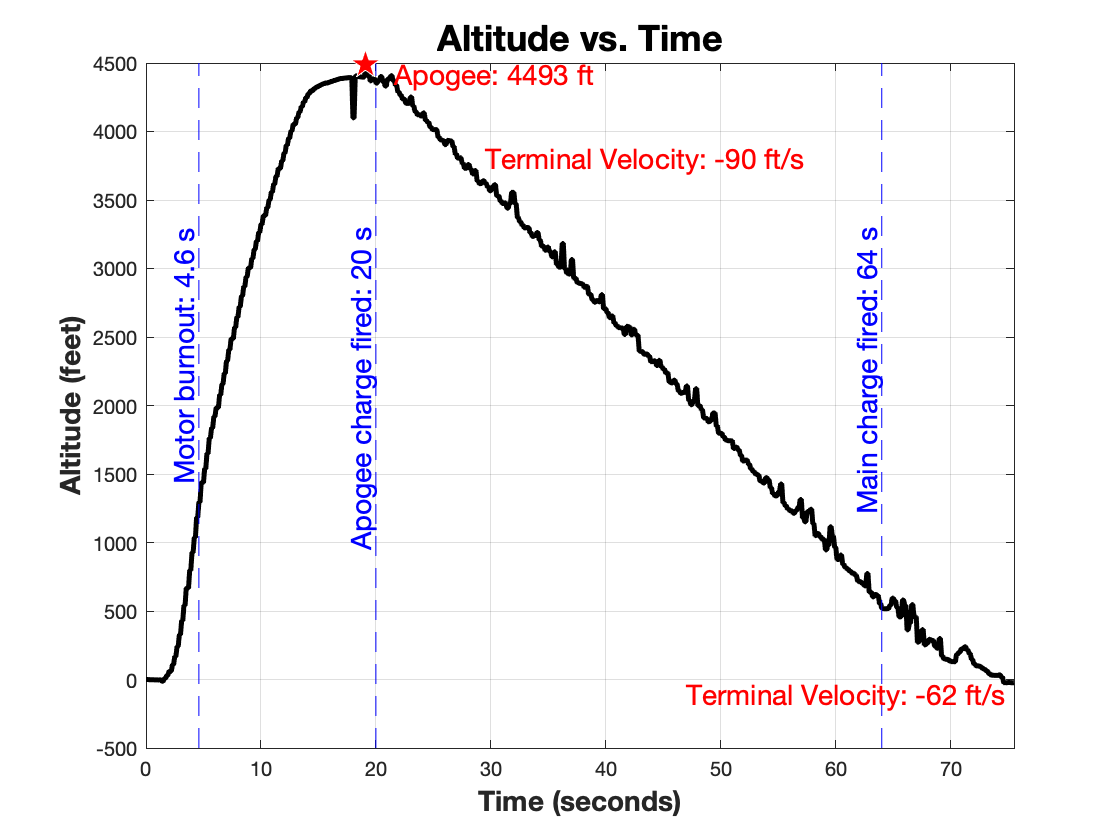 Altitude vs. Time
4500
4000
3500
3000
2500
2000
1500
1000
500
0
-500
Altitude (feet)
Apogee: 4493 ft
Terminal Velocity: -90 ft/s
Motor burnout: 4.6 s
Apogee charge fired: 20 s
Main charge fired: 64 s
Terminal Velocity: -62 ft/s
0 10 20 30 40 50 60 70
Time (seconds)